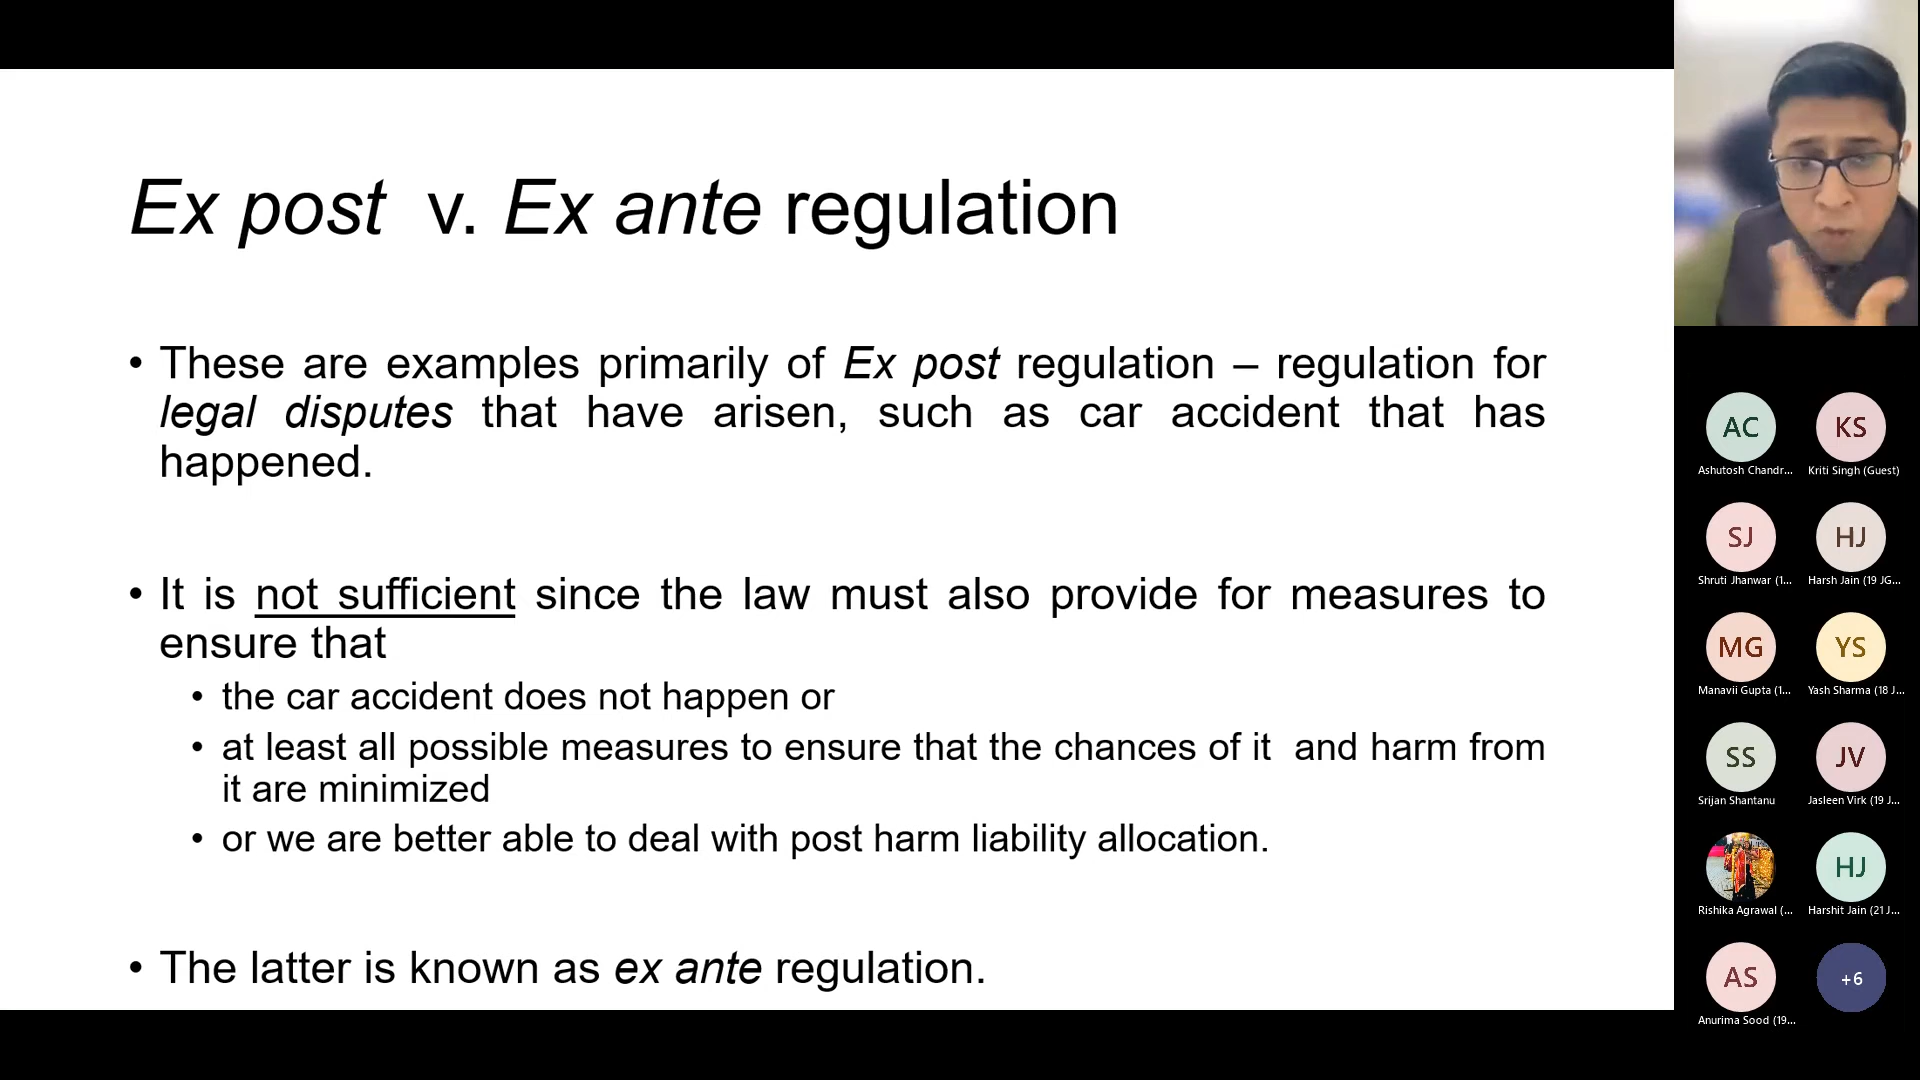 Ex post v. Ex ante regulation
• These are examples primarily of Ex post regulation – regulation for
legal disputes that have arisen, such as car accident that has
happened.
• It is not sufficient since the law must also provide for measures to
ensure that
• the car accident does not happen or
• at least all possible measures to ensure that the chances of it and harm from
it are minimized
• or we are better able to deal with post harm liability allocation.
• The latter is known as ex ante regulation.
AC
KS
Ashutosh Chandr...
Kriti Singh (Guest)
SJ
HJ
Shruti Jhanwar (1...
Harsh Jain (19 JG...
MG
YS
Manavii Gupta (1...
Yash Sharma (18 J...
SS
JV
Srijan Shantanu
Jasleen Virk (19 J...
HJ
Rishika Agrawal (...
Harshit Jain (21 J...
AS
+6
Anurima Sood (19...